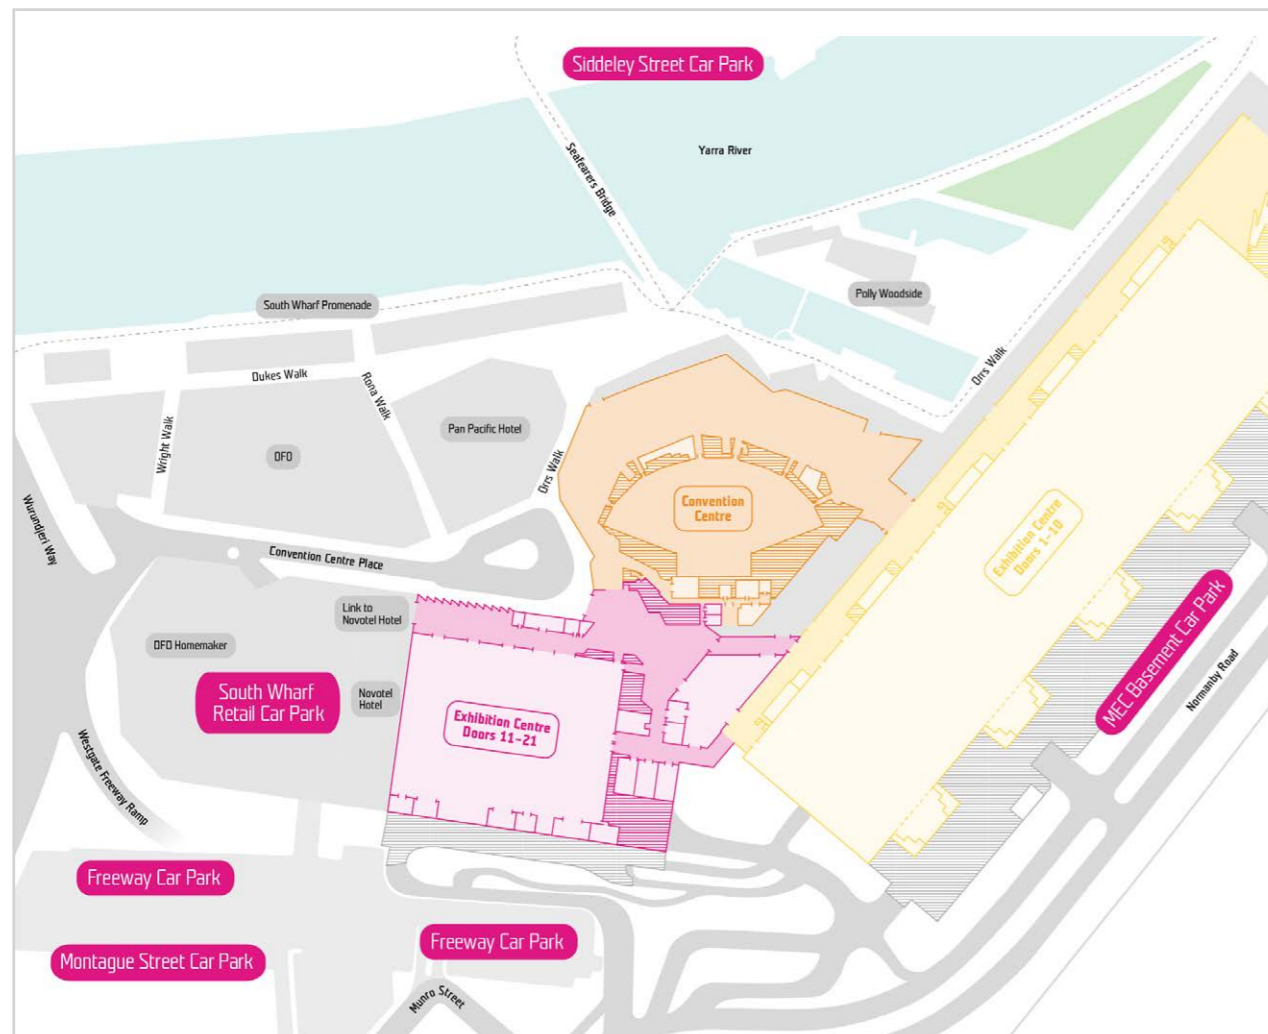 Siddeley Street Car Park
Yarra River
Seafearers Bridge
Polly Woodside
South Wharf Promenade
Orrs Walk
Dukes Walk
Rona Walk
Wright Walk
Pan Pacific Hotel
OFO
Orrs Walk
Convention
Centre
Exhibition Centre
Doors 1-10
Wurundjeri Way
Convention Centre Place
Link to
Novotel Hotel
OFO Homemaker
South Wharf
Retail Car Park
Novotel
Hotel
Exhibition Centre
Doors 11-21
MEC Basement Car Park
Normanby Road
Westgate Freeway Ramp
Freeway Car Park
Freeway Car Park
Montague Street Car Park
Munro Street